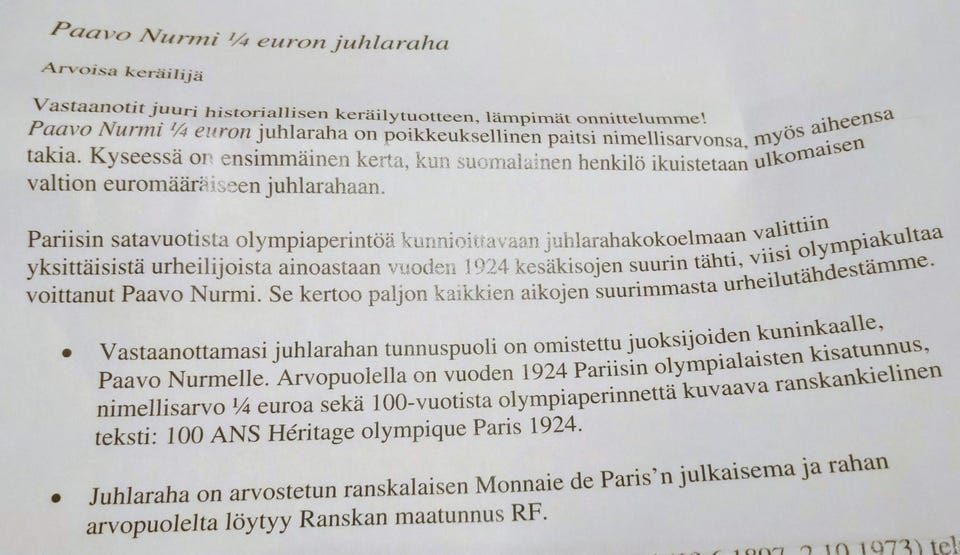 Paavo Nurmi ¼ euron juhlaraha
Arvoisa keräilijä
Vastaanotit juuri historiallisen keräilytuotteen, lämpimät onnittelumme!
Paavo Nurmi ¼ euron juhlaraha on poikkeuksellinen paitsi nimellisarvonsa, myös aiheensa
takia. Kyseessä on ensimmäinen kerta, kun suomalainen henkilö ikuistetaan ulkomaisen
valtion euromääräiseen juhlarahaan.
Pariisin satavuotista olympiaperintöä kunnioittavaan juhlarahakokoelmaan valittiin
yksittäisistä urheilijoista ainoastaan vuoden 1924 kesäkisojen suurin tähti, viisi olympiakultaa
voittanut Paavo Nurmi. Se kertoo paljon kaikkien aikojen suurimmasta urheilutähdestämme.
• Vastaanottamasi juhlarahan tunnuspuoli on omistettu juoksijoiden kuninkaalle,
Paavo Nurmelle. Arvopuolella on vuoden 1924 Pariisin olympialaisten kisatunnus,
nimellisarvo ¼ euroa sekä 100-vuotista olympiaperinnettä kuvaava ranskankielinen
teksti: 100 ANS Héritage olympique Paris 1924.
• Juhlaraha on arvostetun ranskalaisen Monnaie de Paris'n julkaisema ja rahan
arvopuolelta löytyy Ranskan maatunnus RF.
1897, 2.10.1973)